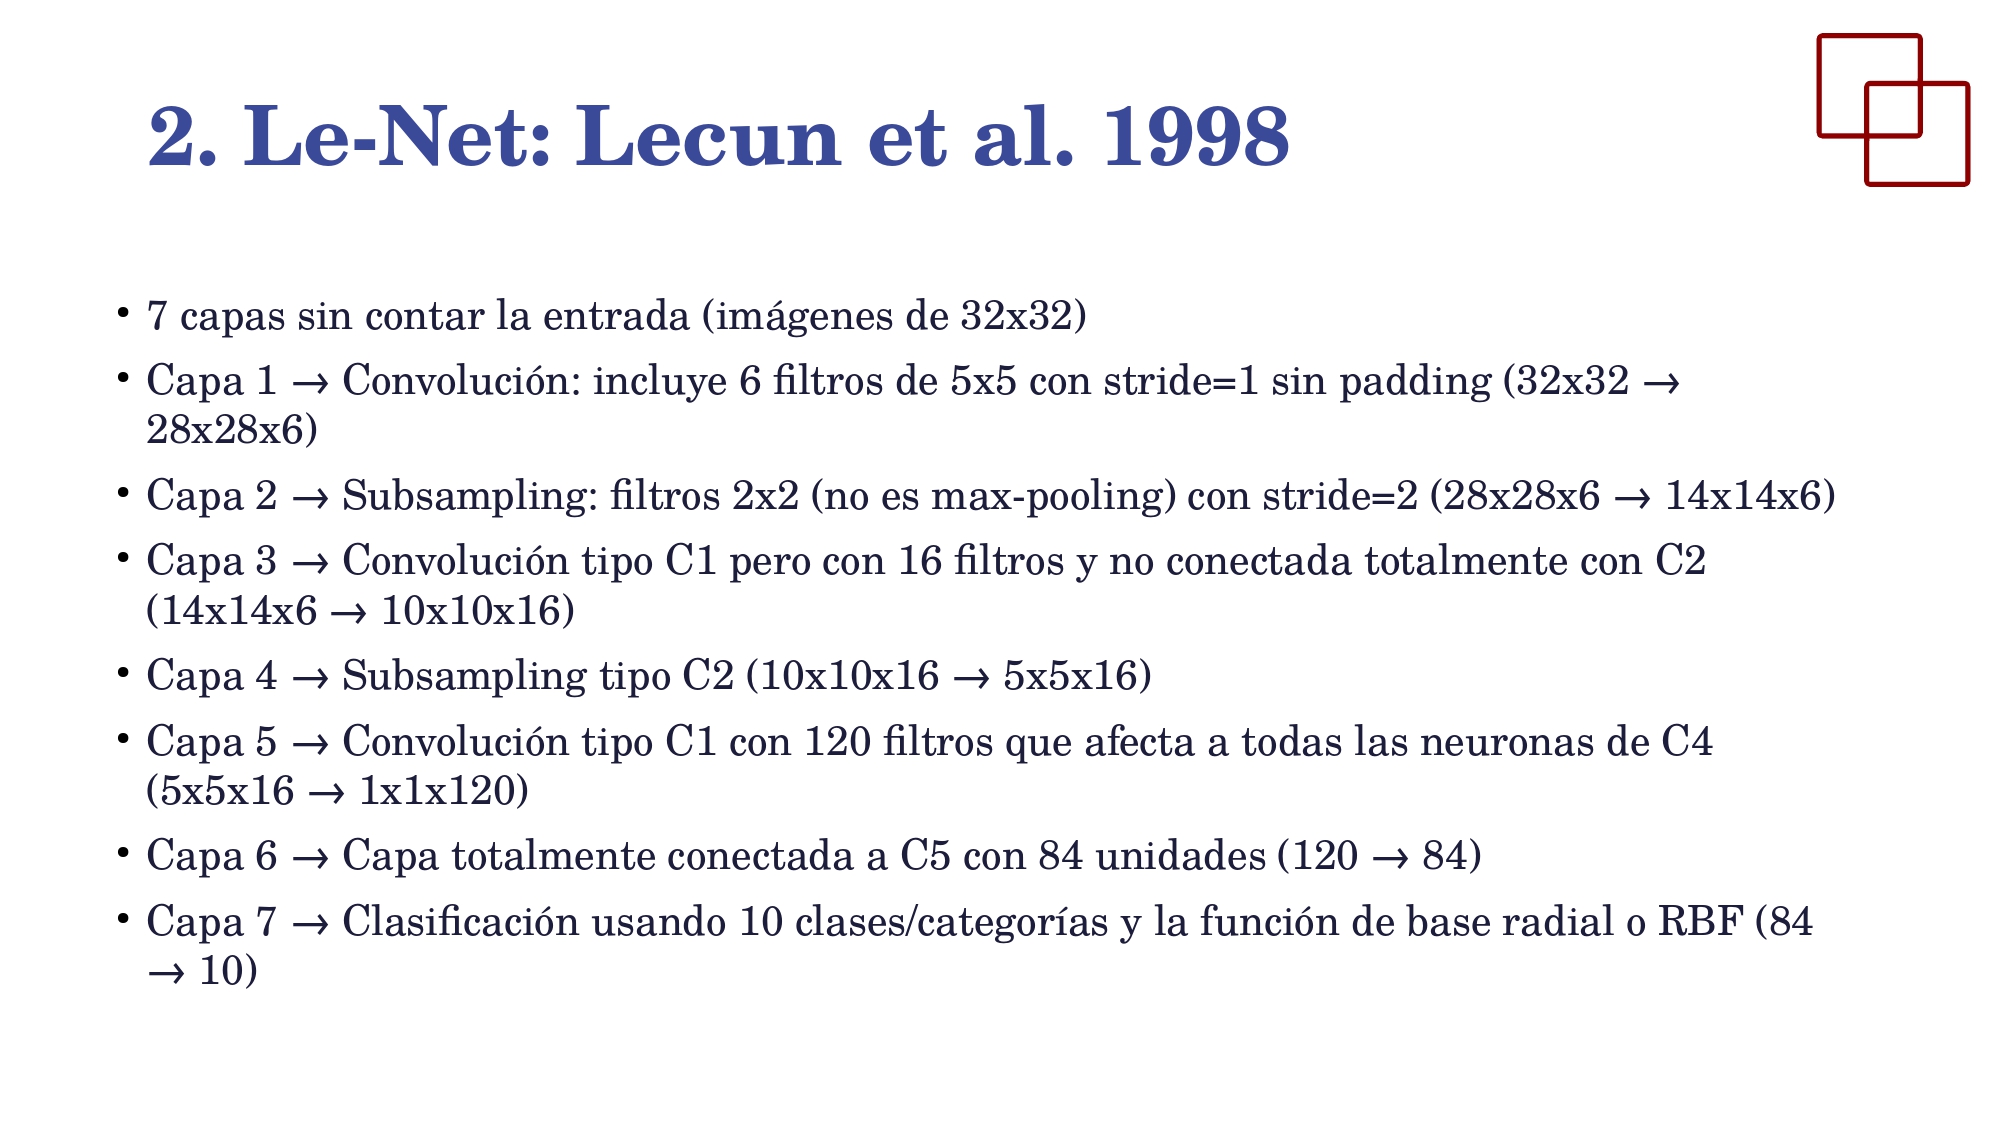 2. Le-Net: Lecun et al. 1998
• 7 capas sin contar la entrada (imágenes de 32x32)
• Capa 1 → Convolución: incluye 6 filtros de 5x5 con stride=1 sin padding (32x32 →
28x28x6)
• Capa 2 → Subsampling: filtros 2x2 (no es max-pooling) con stride=2 (28x28x6 → 14x14x6)
• Capa 3 → Convolución tipo C1 pero con 16 filtros y no conectada totalmente con C2
(14x14x6 → 10x10x16)
• Capa 4 → Subsampling tipo C2 (10x10x16 → 5x5x16)
• Capa 5 → Convolución tipo C1 con 120 filtros que afecta a todas las neuronas de C4
(5x5x16 → 1x1x120)
• Capa 6 → Capa totalmente conectada a C5 con 84 unidades (120 → 84)
• Capa 7 → Clasificación usando 10 clases/categorías y la función de base radial o RBF (84
→ 10)